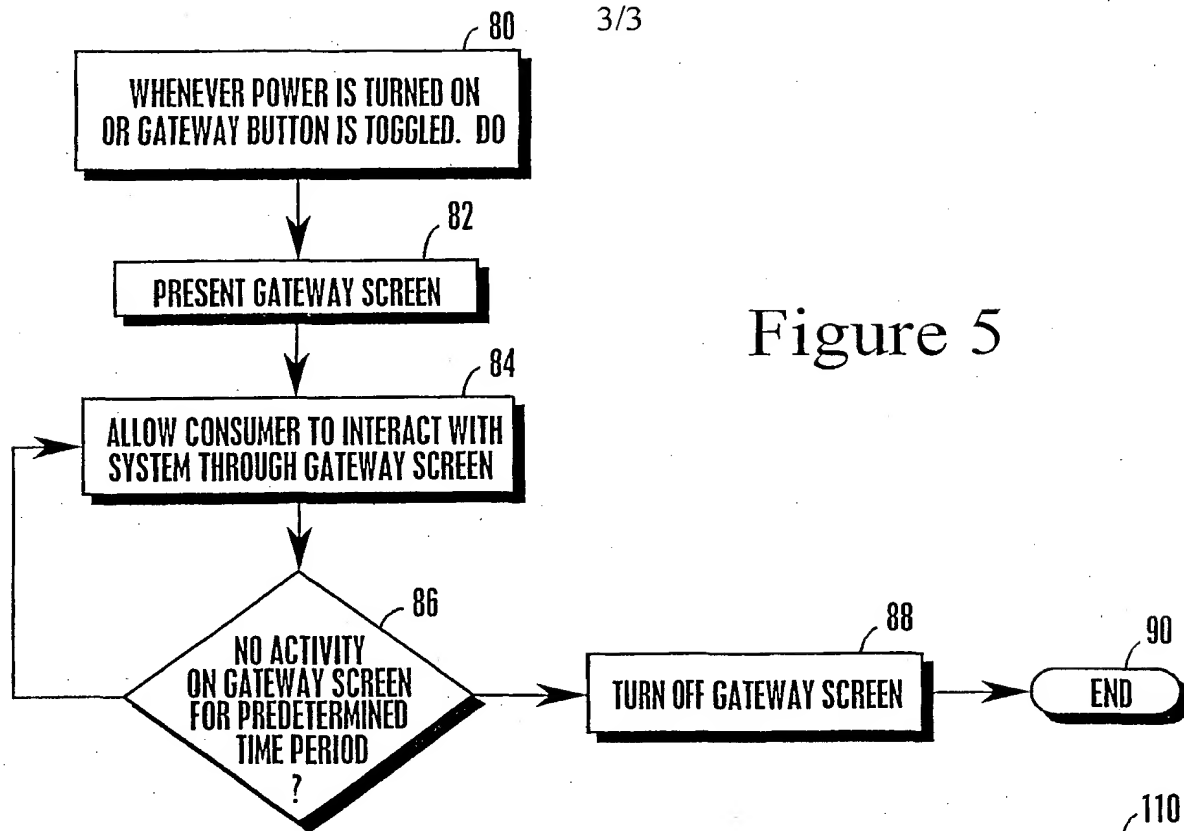 3/3
80
WHENEVER POWER IS TURNED ON
OR GATEWAY BUTTON IS TOGGLED. DO
82
PRESENT GATEWAY SCREEN
84
ALLOW CONSUMER TO INTERACT WITH
SYSTEM THROUGH GATEWAY SCREEN
Figure 5
86
NO ACTIVITY
ON GATEWAY SCREEN
FOR PREDETERMINED
TIME PERIOD
?
88
TURN OFF GATEWAY SCREEN
90
END
110